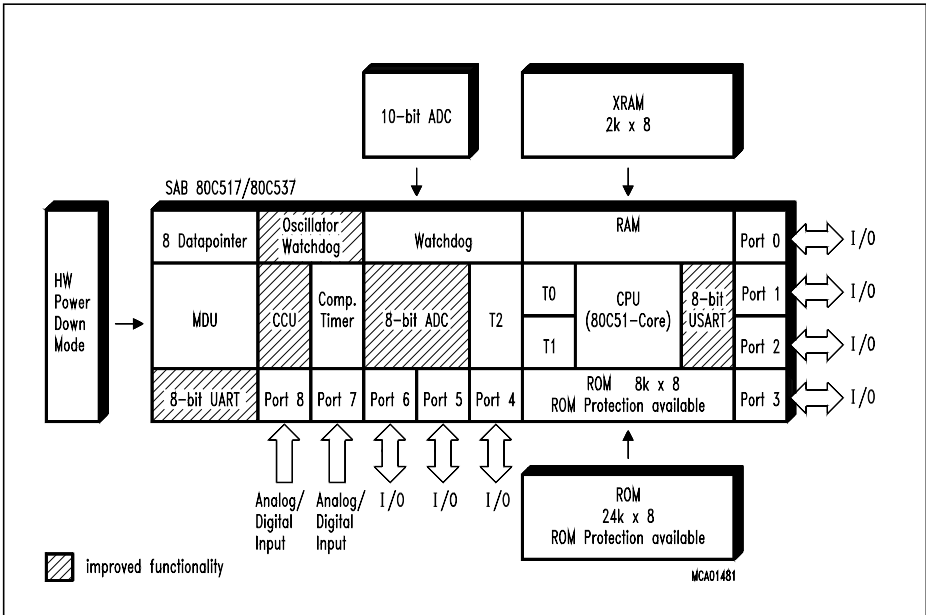 10-bit ADC
XRAM
2k x 8
SAB 80C517/80C537
HW
Power
Down
Mode
8 Datapointer
Oscillator
Watchdog
Watchdog
RAM
Port 0
I/O
MDU
CCU
Comp.
Timer
8-bit ADC
T2
T0
T1
CPU
(80C51-Core)
8-bit
USART
Port 1
I/O
Port 2
I/O
8-bit UART
Port 8
Port 7
Port 6
Port 5
Port 4
ROM 8k x 8
ROM Protection available
Port 3
I/O
Analog/
Digital
Input
Analog/
Digital
Input
I/O
I/O
I/O
ROM
24k x 8
ROM Protection available
improved functionality
MCA01481